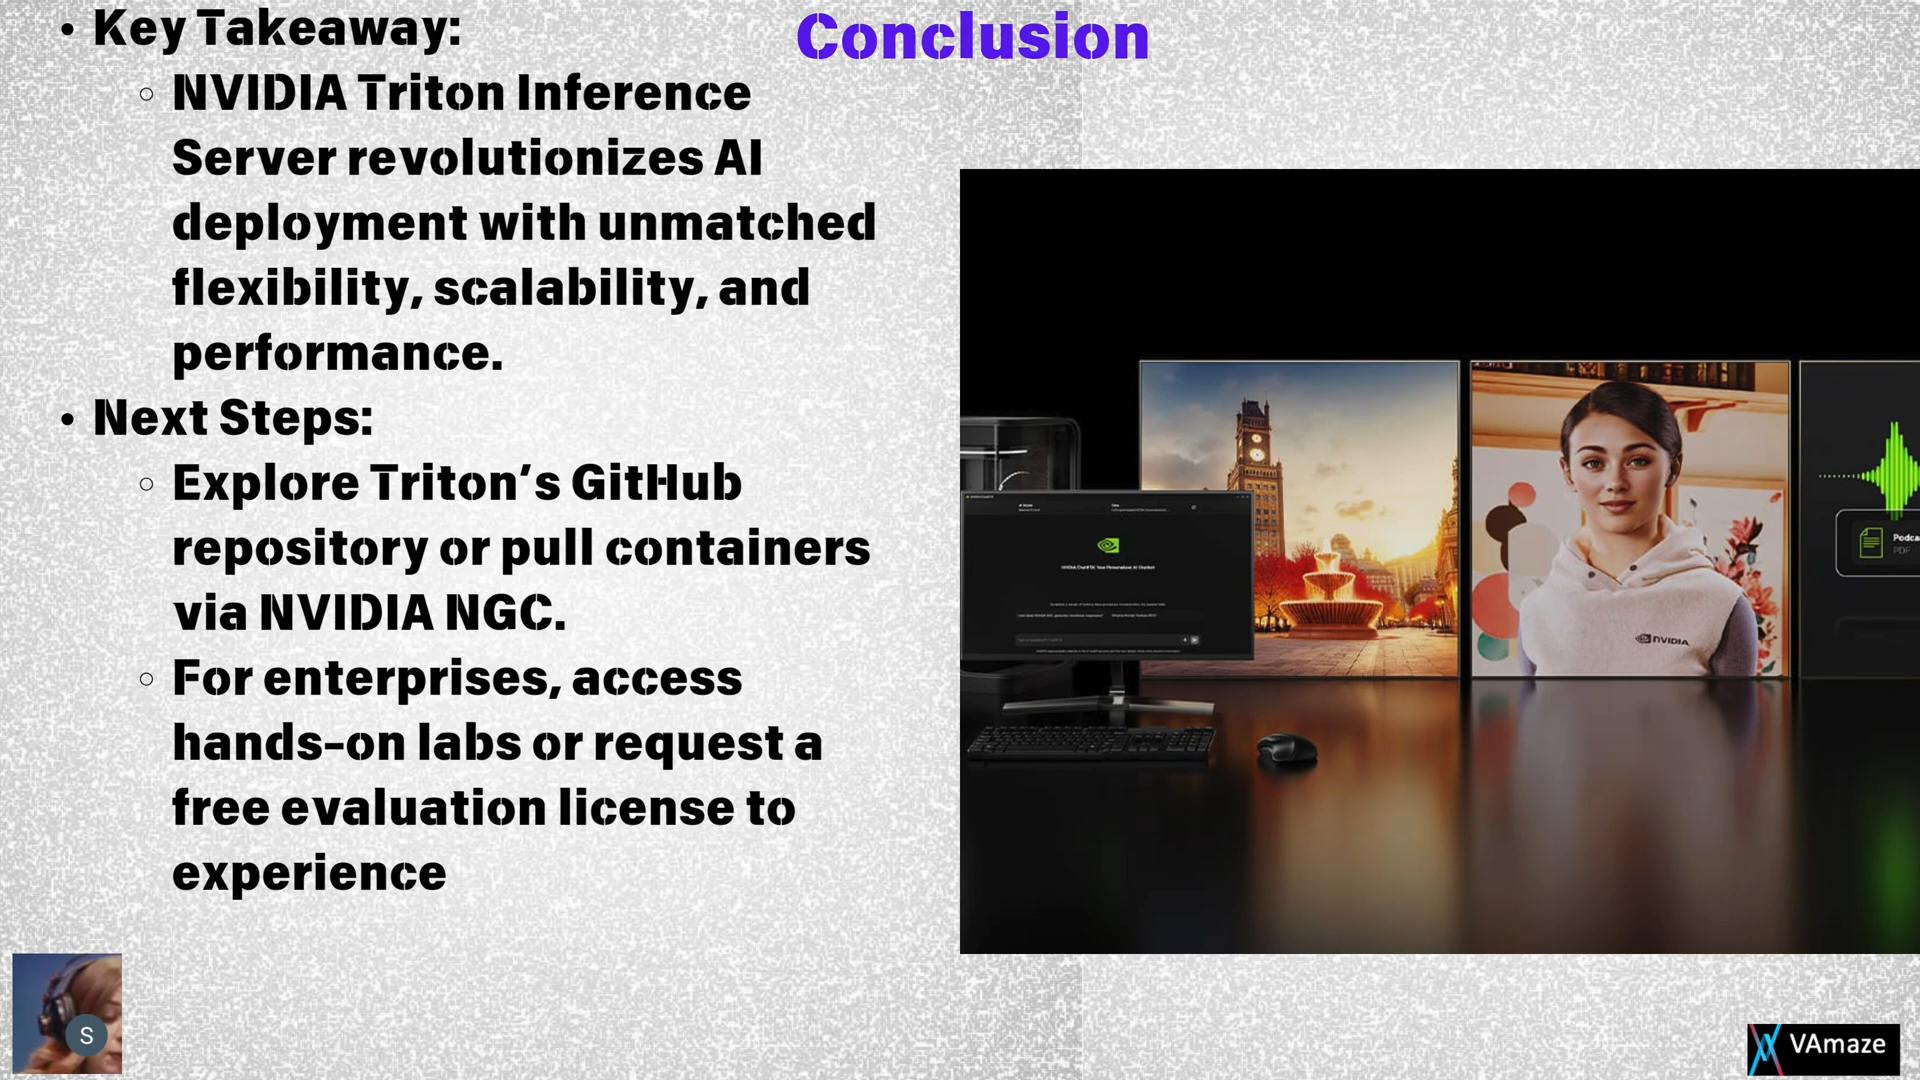 Conclusion
• Key Takeaway:
○ NVIDIA Triton Inference
Server revolutionizes AI
deployment with unmatched
flexibility, scalability, and
performance.
• Next Steps:
○ Explore Triton’s GitHub
repository or pull containers
via NVIDIA NGC.
○ For enterprises, access
hands-on labs or request a
free evaluation license to
experience
NVIDIA
Podca
PDF
S
VAmaze